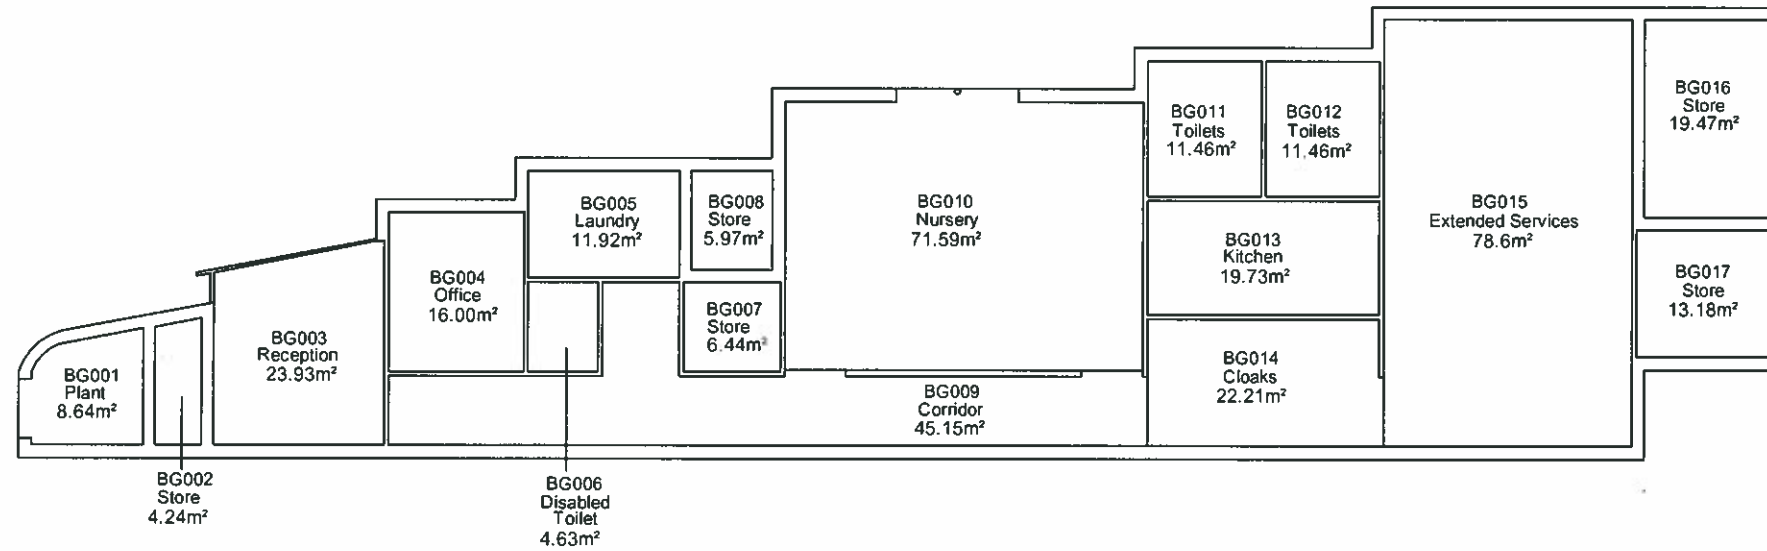 BG001
Plant
8.64m²
BG002
Store
4.24m²
BG003
Reception
23.93m²
BG004
Office
16.00m²
BG005
Laundry
11.92m²
BG006
Disabled
Toilet
4.63m²
BG008
Store
5.97m²
BG007
Store
6.44m²
BG010
Nursery
71.59m²
BG009
Corridor
45.15m²
BG011
Toilets
11.46m²
BG012
Toilets
11.46m²
BG013
Kitchen
19.73m²
BG014
Cloaks
22.21m²
BG015
Extended Services
78.6m²
BG016
Store
19.47m²
BG017
Store
13.18m²